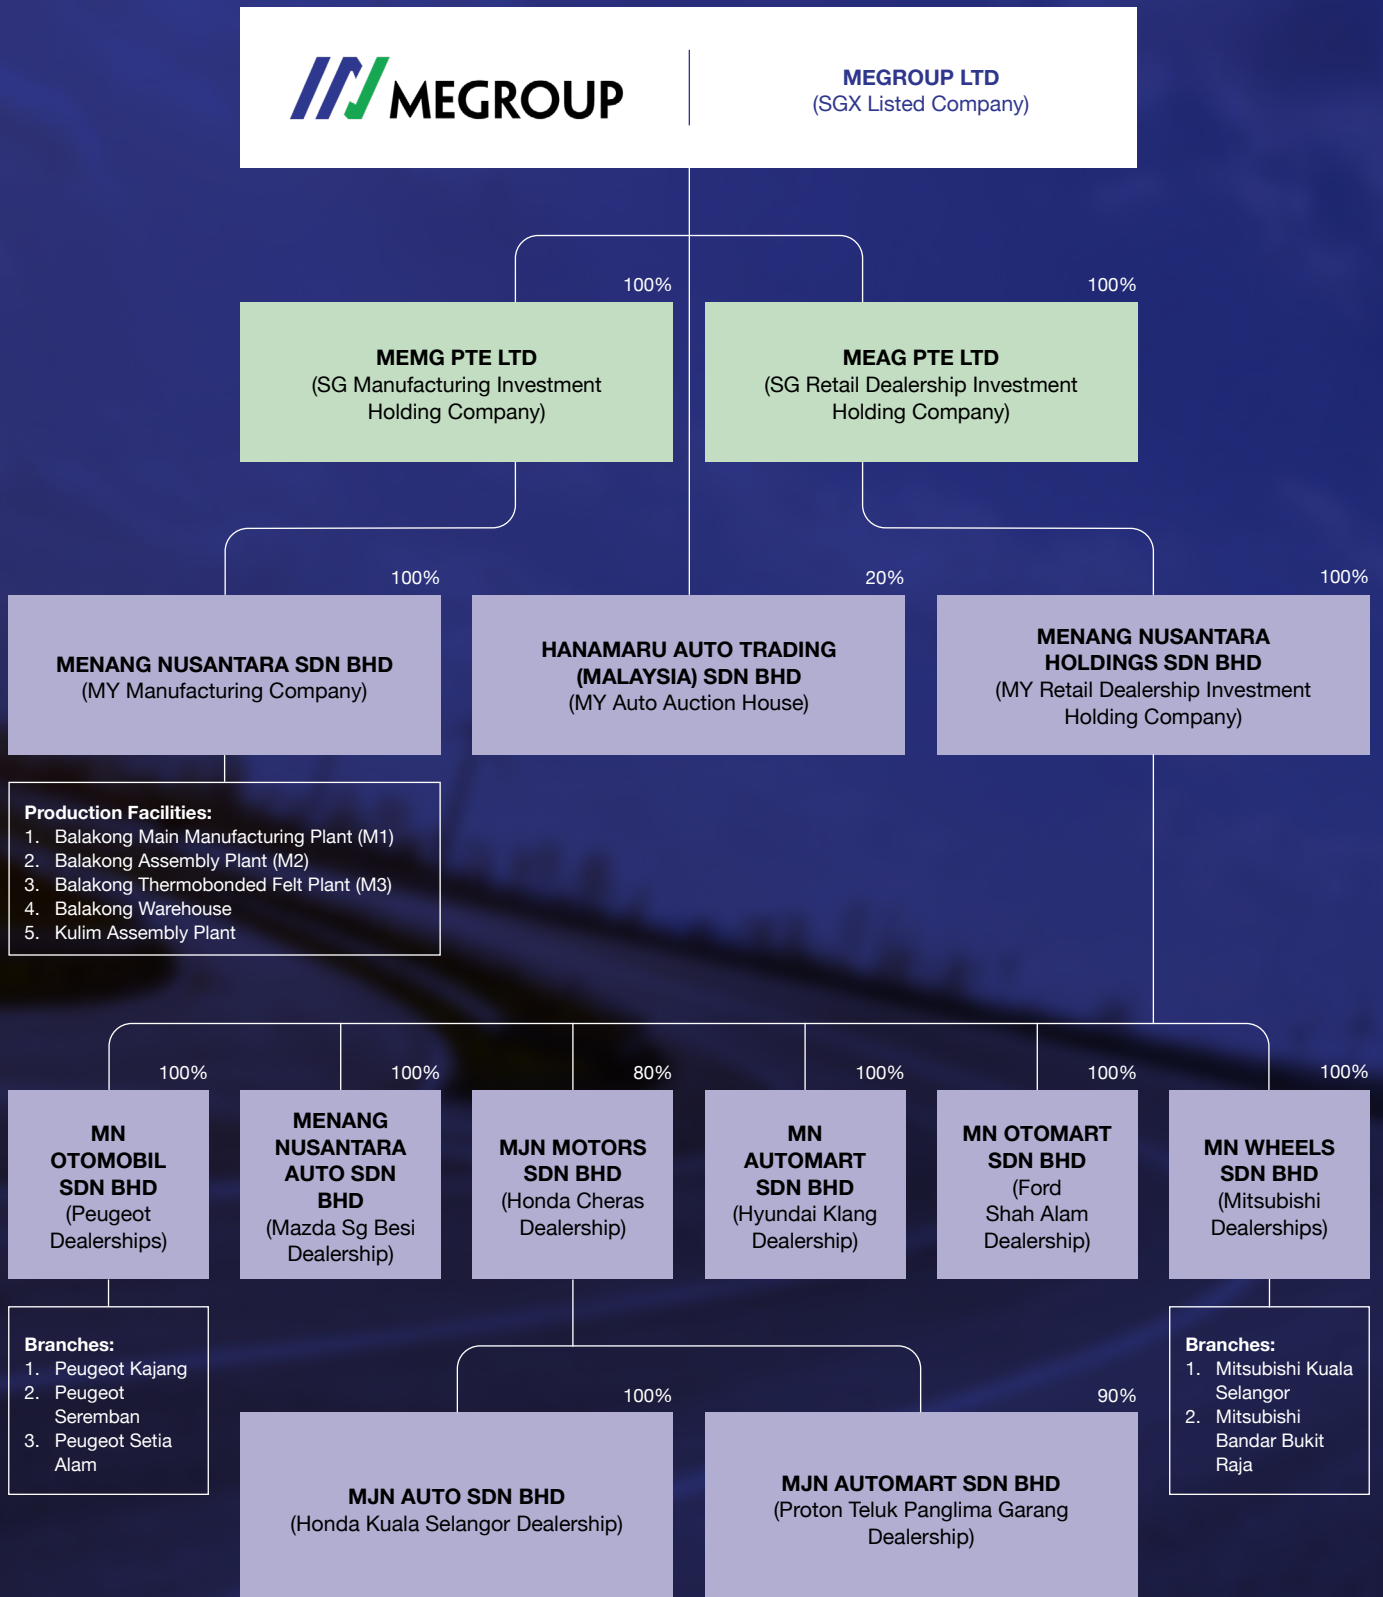 MEGROUP
MEGROUP LTD
(SGX Listed Company)
100%
MEMG PTE LTD
(SG Manufacturing Investment
Holding Company)
100%
MEAG PTE LTD
(SG Retail Dealership Investment
Holding Company)
100%
MENANG NUSANTARA SDN BHD
(MY Manufacturing Company)
20%
HANAMARU AUTO TRADING
(MALAYSIA) SDN BHD
(MY Auto Auction House)
100%
MENANG NUSANTARA
HOLDINGS SDN BHD
(MY Retail Dealership Investment
Holding Company)
Production Facilities:
1. Balakong Main Manufacturing Plant (M1)
2. Balakong Assembly Plant (M2)
3. Balakong Thermobonded Felt Plant (M3)
4. Balakong Warehouse
5. Kulim Assembly Plant
100%
MN
OTOMOBIL
SDN BHD
(Peugeot
Dealerships)
100%
MENANG
NUSANTARA
AUTO SDN
BHD
(Mazda Sg Besi
Dealership)
80%
MJN MOTORS
SDN BHD
(Honda Cheras
Dealership)
100%
MN
AUTOMART
SDN BHD
(Hyundai Klang
Dealership)
100%
MN OTOMART
SDN BHD
(Ford
Shah Alam
Dealership)
100%
MN WHEELS
SDN BHD
(Mitsubishi
Dealerships)
Branches:
1. Peugeot Kajang
2. Peugeot
Seremban
3. Peugeot Setia
Alam
Branches:
1. Mitsubishi Kuala
Selangor
2. Mitsubishi
Bandar Bukit
Raja
100%
MJN AUTO SDN BHD
(Honda Kuala Selangor Dealership)
90%
MJN AUTOMART SDN BHD
(Proton Teluk Panglima Garang
Dealership)